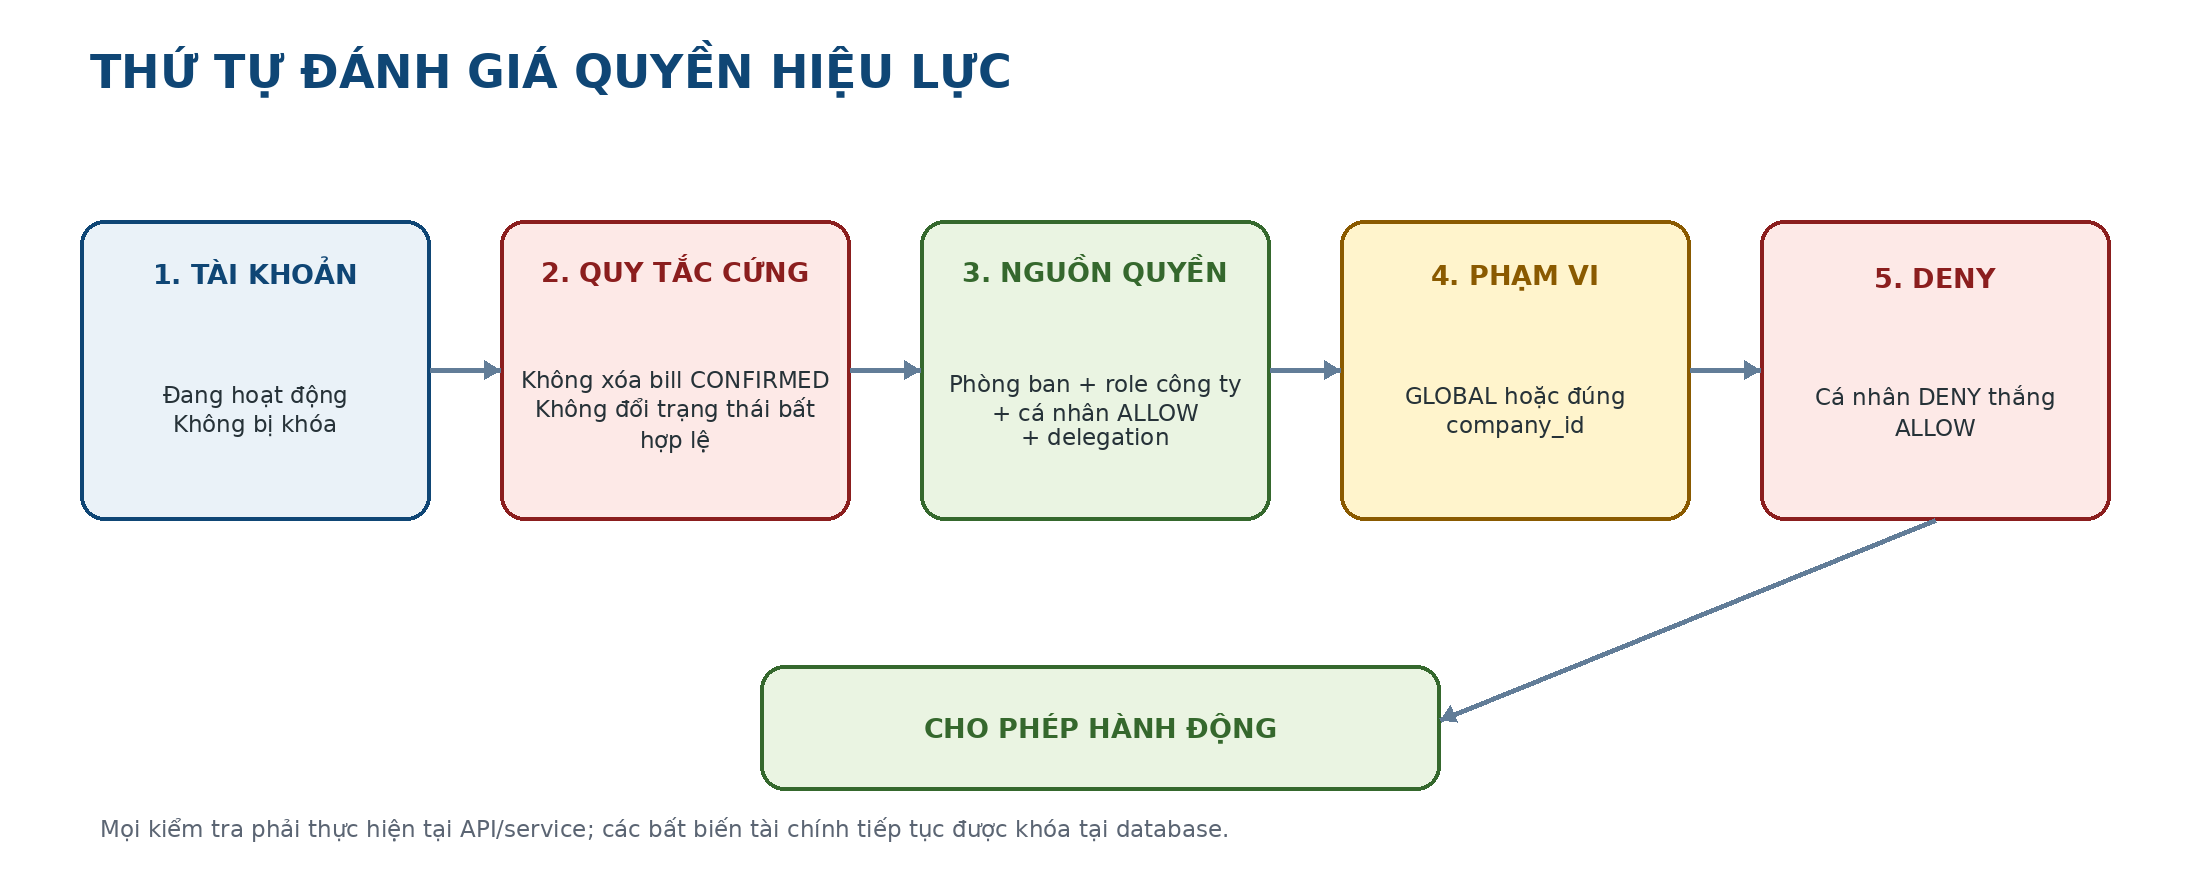 THỨ TỰ ĐÁNH GIÁ QUYỀN HIỆU LỰC
1. TÀI KHOẢN
Đang hoạt động
Không bị khóa
2. QUY TẮC CỨNG
Không xóa bill CONFIRMED
Không đổi trạng thái bất
hợp lệ
3. NGUỒN QUYỀN
Phòng ban + role công ty
+ cá nhân ALLOW
+ delegation
4. PHẠM VI
GLOBAL hoặc đúng
company_id
5. DENY
Cá nhân DENY thắng
ALLOW
CHO PHÉP HÀNH ĐỘNG
Mọi kiểm tra phải thực hiện tại API/service; các bất biến tài chính tiếp tục được khóa tại database.